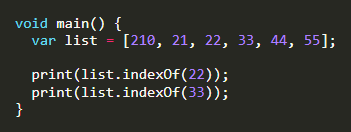 void main() {
  var list = [210, 21, 22, 33, 44, 55];
  print(list.indexOf(22));
  print(list.indexOf(33));
}